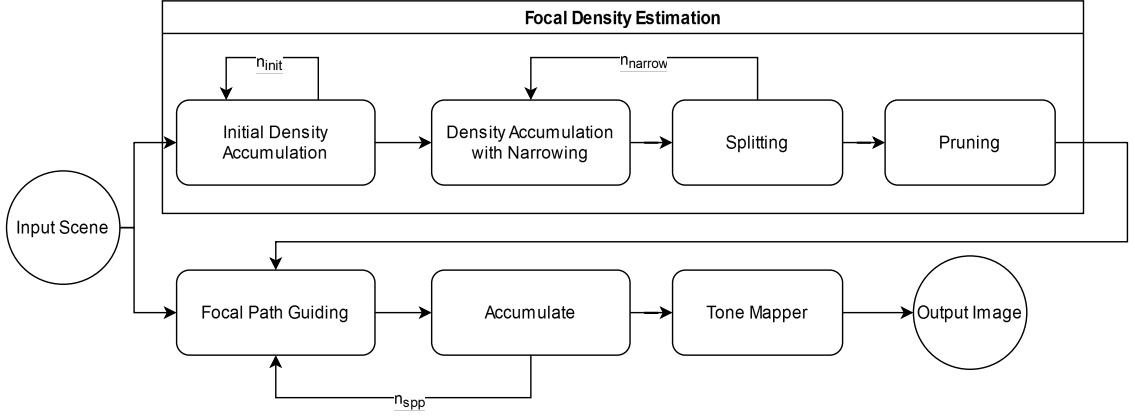 Focal Density Estimation
n_init
n_narrow
Initial Density
Accumulation
Density Accumulation
with Narrowing
Splitting
Pruning
Input Scene
Focal Path Guiding
Accumulate
Tone Mapper
Output Image
n_spp